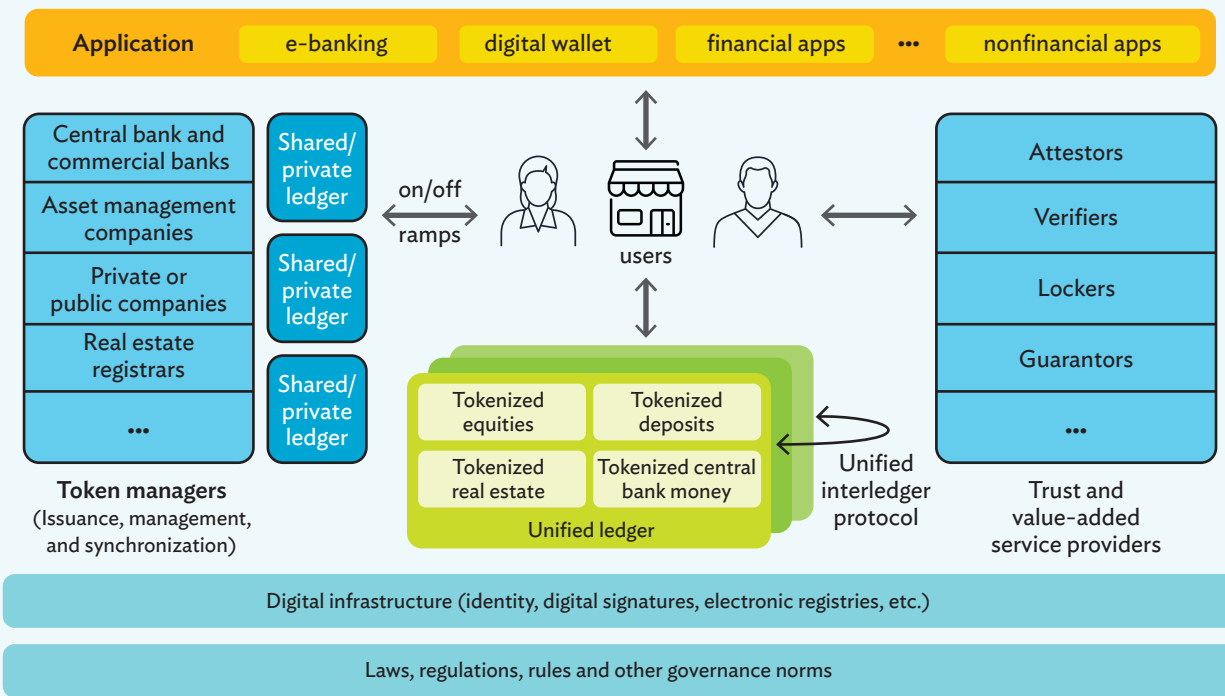 Application
e-banking
digital wallet
financial apps
...
nonfinancial apps
Central bank and
commercial banks
Asset management
companies
Private or
public companies
Real estate
registrars
...
Token managers
(Issuance, management,
and synchronization)
Shared/
private
ledger
Shared/
private
ledger
Shared/
private
ledger
on/off
ramps
users
Tokenized
equities
Tokenized
deposits
Tokenized
real estate
Tokenized central
bank money
Unified ledger
Unified
interledger
protocol
Attestors
Verifiers
Lockers
Guarantors
...
Trust and
value-added
service providers
Digital infrastructure (identity, digital signatures, electronic registries, etc.)
Laws, regulations, rules and other governance norms